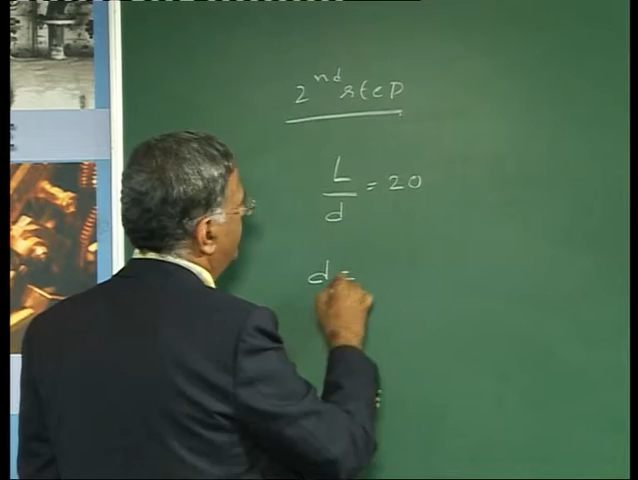 2nd step
L/d = 20
d =